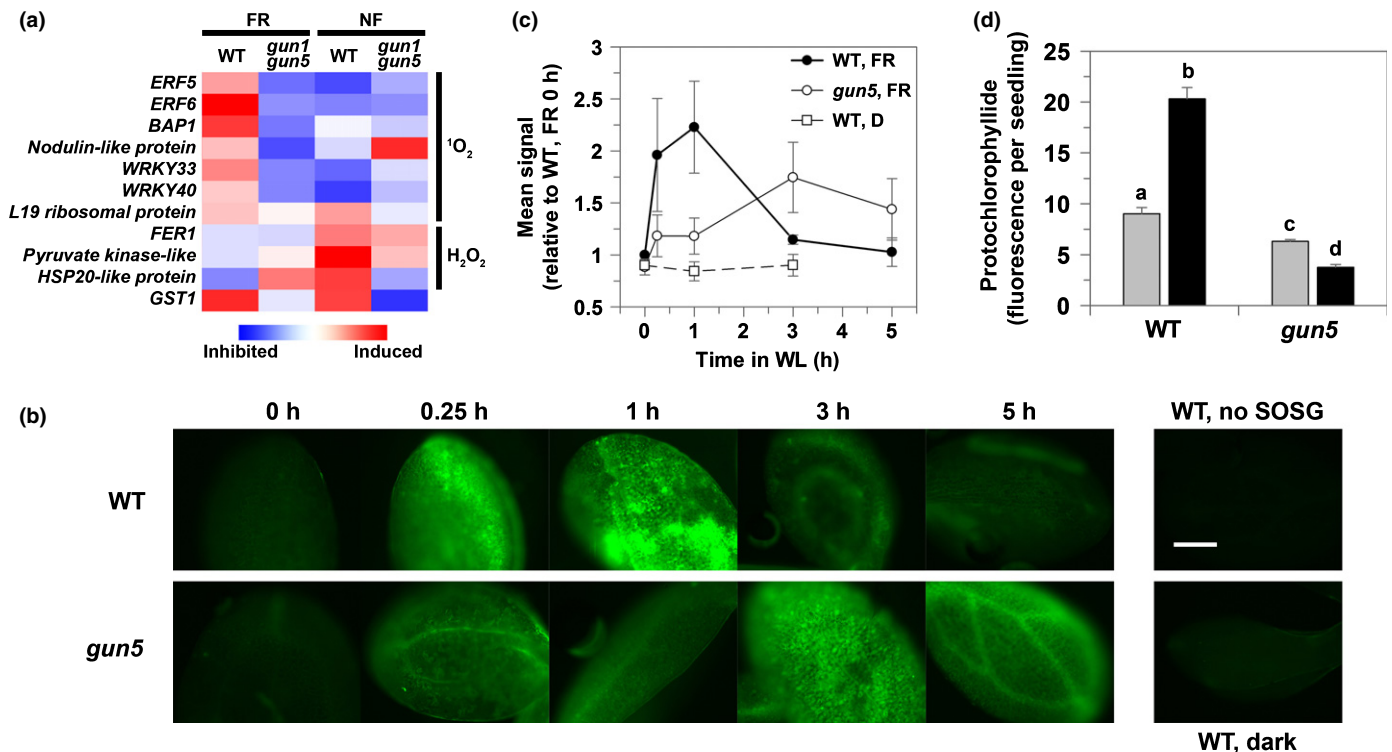 (a)
FR NF
WT gun1 gun5 WT gun1 gun5
ERF5
ERF6
BAP1
Nodulin-like protein
WRKY33
WRKY40
L19 ribosomal protein
FER1
Pyruvate kinase-like
HSP20-like protein
GST1
¹O₂
H₂O₂
Inhibited Induced
(c)
Mean signal
(relative to WT, FR 0 h)
3
2.5
2
1.5
1
0.5
WT, FR
gun5, FR
WT, D
0 1 2 3 4 5
Time in WL (h)
(d)
Protochlorophyllide
(fluorescence per seedling)
25
20
15
10
5
0
a b c d
WT gun5
(b)
0 h 0.25 h 1 h 3 h 5 h WT, no SOSG
WT
gun5
WT, dark